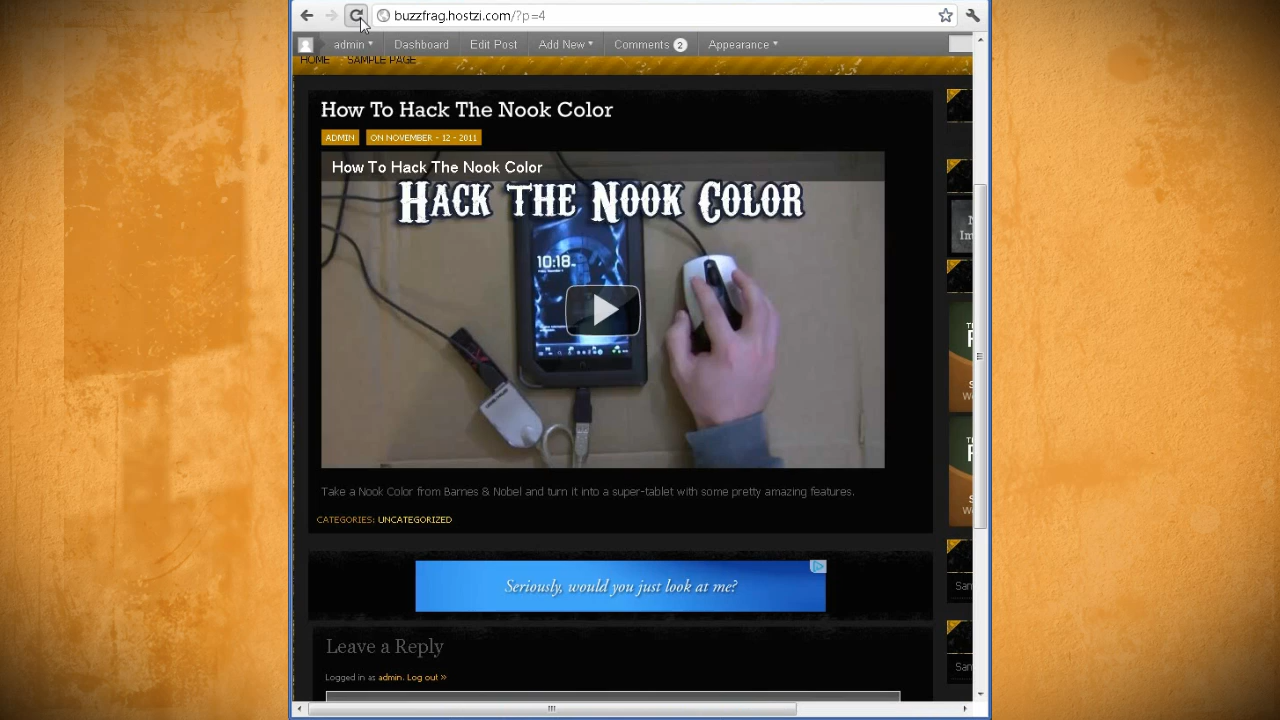 buzzfrag.hostzi.com/?p=4
admin Dashboard Edit Post Add New Comments 2 Appearance
HOME SAMPLE PAGE
How To Hack The Nook Color
ADMIN ON NOVEMBER - 12 - 2011
How To Hack The Nook Color
HACK THE NOOK COLOR
10:18
Take a Nook Color from Barnes & Nobel and turn it into a super-tablet with some pretty amazing features.
CATEGORIES: UNCATEGORIZED
Seriously, would you just look at me?
Leave a Reply
Logged in as admin. Log out »